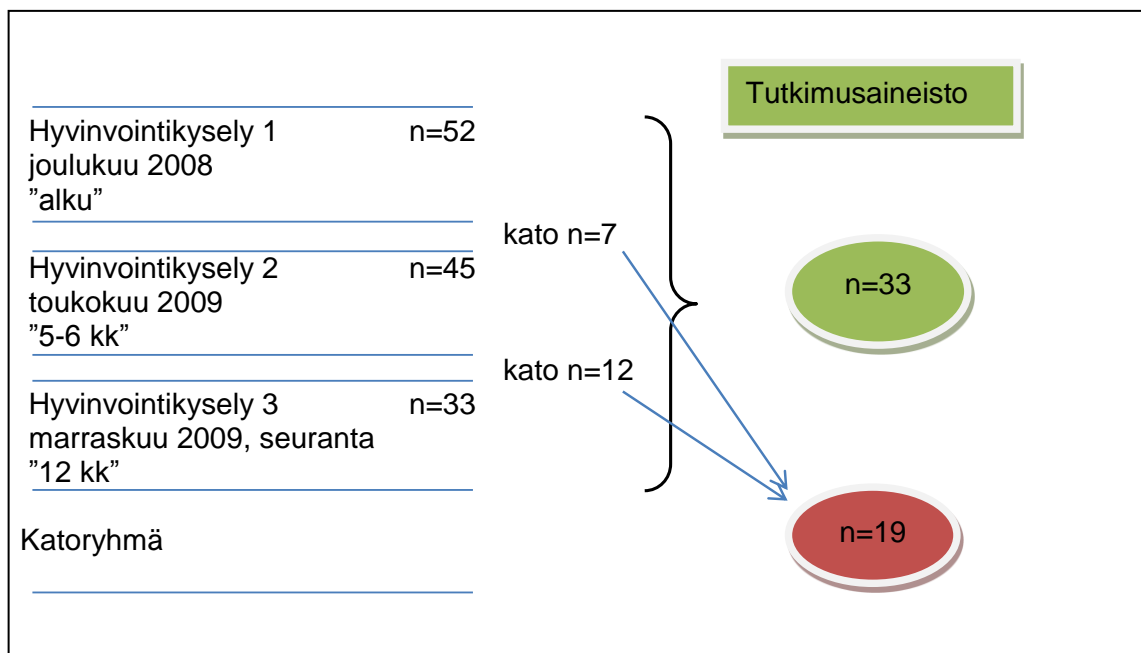 Tutkimusaineisto
Hyvinvointikysely 1 n=52
joulukuu 2008
”alku”
kato n=7
Hyvinvointikysely 2 n=45
toukokuu 2009
”5-6 kk”
n=33
kato n=12
Hyvinvointikysely 3 n=33
marraskuu 2009, seuranta
”12 kk”
Katoryhmä
n=19